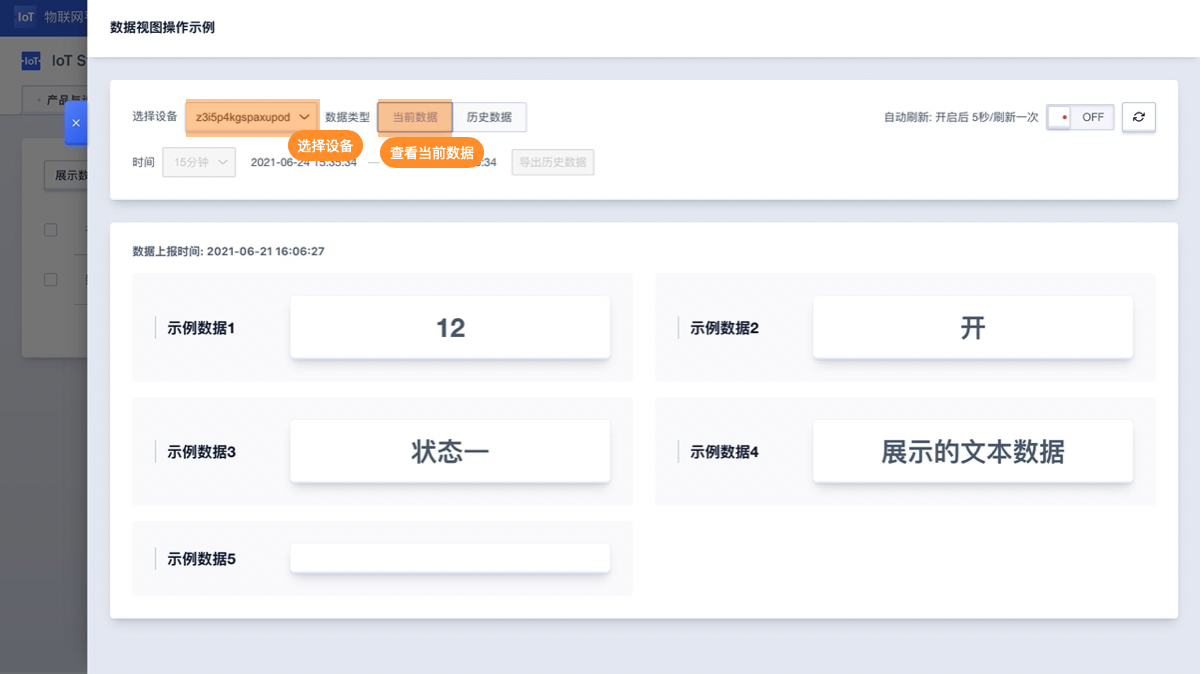 IoT 物联网
数据视图操作示例
IoT IoT S
产品与
选择设备 z3i5p4kgspaxupod 数据类型 当前数据 历史数据 自动刷新: 开启后 5秒/刷新一次 OFF
选择设备 查看当前数据
时间 15分钟 2021-06-24 15:35:34 — :34 导出历史数据
展示数
数据上报时间: 2021-06-21 16:06:27
示例数据1 12 示例数据2 开
示例数据3 状态一 示例数据4 展示的文本数据
示例数据5